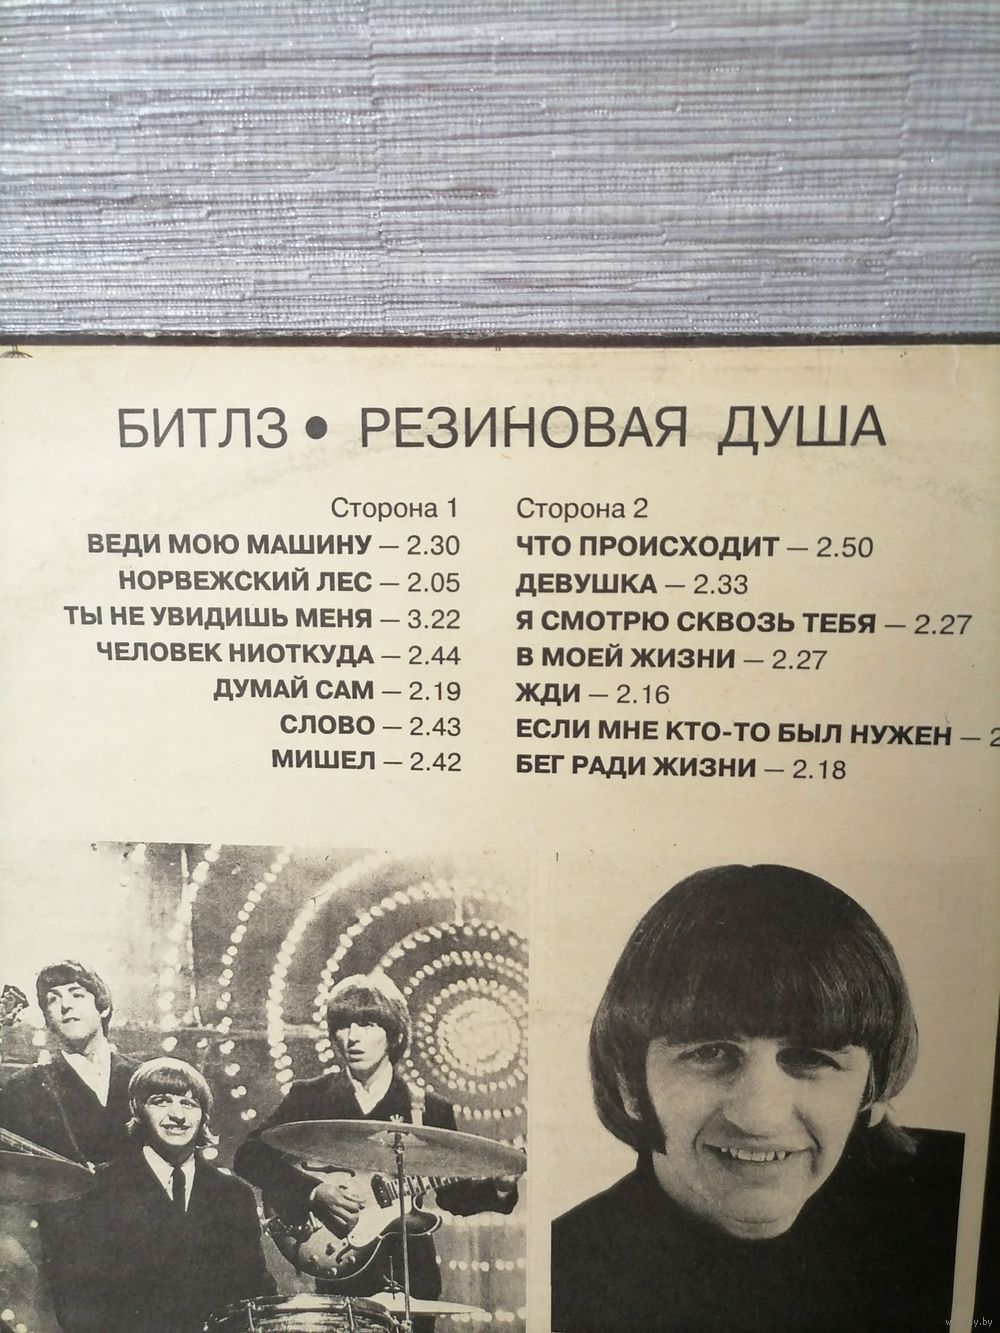 БИТЛЗ • РЕЗИНОВАЯ ДУША
Сторона 1
ВЕДИ МОЮ МАШИНУ — 2.30
НОРВЕЖСКИЙ ЛЕС — 2.05
ТЫ НЕ УВИДИШЬ МЕНЯ — 3.22
ЧЕЛОВЕК НИОТКУДА — 2.44
ДУМАЙ САМ — 2.19
СЛОВО — 2.43
МИШЕЛ — 2.42
Сторона 2
ЧТО ПРОИСХОДИТ — 2.50
ДЕВУШКА — 2.33
Я СМОТРЮ СКВОЗЬ ТЕБЯ — 2.27
В МОЕЙ ЖИЗНИ — 2.27
ЖДИ — 2.16
ЕСЛИ МНЕ КТО-ТО БЫЛ НУЖЕН — 2
БЕГ РАДИ ЖИЗНИ — 2.18